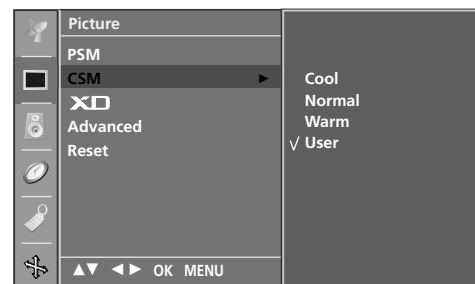 Picture
PSM
CSM ►
XD
Advanced
Reset
▲▼ ◄► OK MENU
Cool
Normal
Warm
√ User